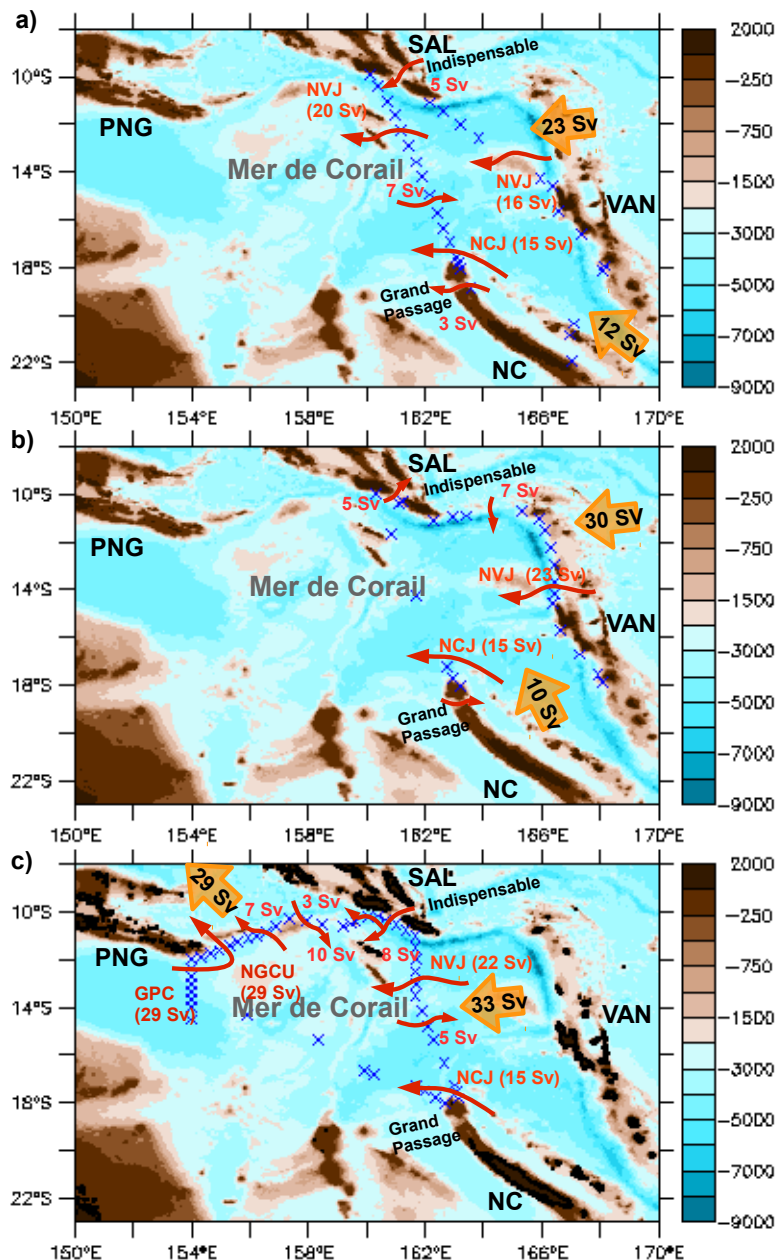 a)
SAL
Indispensable
5 Sv
NVJ
(20 Sv)
PNG
23 Sv
Mer de Corail
NVJ
(16 Sv)
7 Sv
VAN
NCJ (15 Sv)
Grand
Passage
3 Sv
12 Sv
NC
10°S
14°S
18°S
22°S
150°E 154°E 158°E 162°E 166°E 170°E
2000
-250
-750
-1500
-3000
-5000
-7000
-9000
b)
SAL
Indispensable
5 Sv
7 Sv
30 SV
PNG
NVJ (23 Sv)
Mer de Corail
VAN
NCJ (15 Sv)
10 Sv
Grand
Passage
NC
10°S
14°S
18°S
22°S
150°E 154°E 158°E 162°E 166°E 170°E
2000
-250
-750
-1500
-3000
-5000
-7000
-9000
c)
29 Sv
SAL
7 Sv
3 Sv
Indispensable
PNG
10 Sv
8 Sv
NVJ (22 Sv)
GPC
(29 Sv)
NGCU
(29 Sv)
Mer de Corail
33 Sv
VAN
5 Sv
NCJ (15 Sv)
Grand
Passage
NC
10°S
14°S
18°S
22°S
150°E 154°E 158°E 162°E 166°E 170°E
2000
-250
-750
-1500
-3000
-5000
-7000
-9000